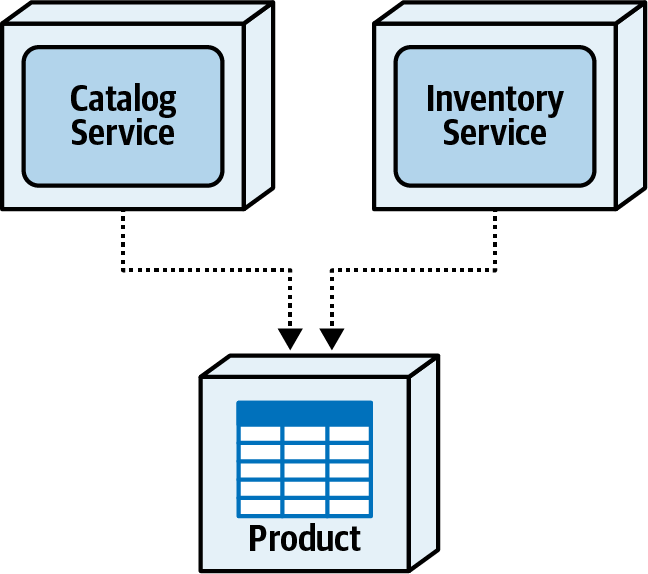 Catalog
Service
Inventory
Service
Product